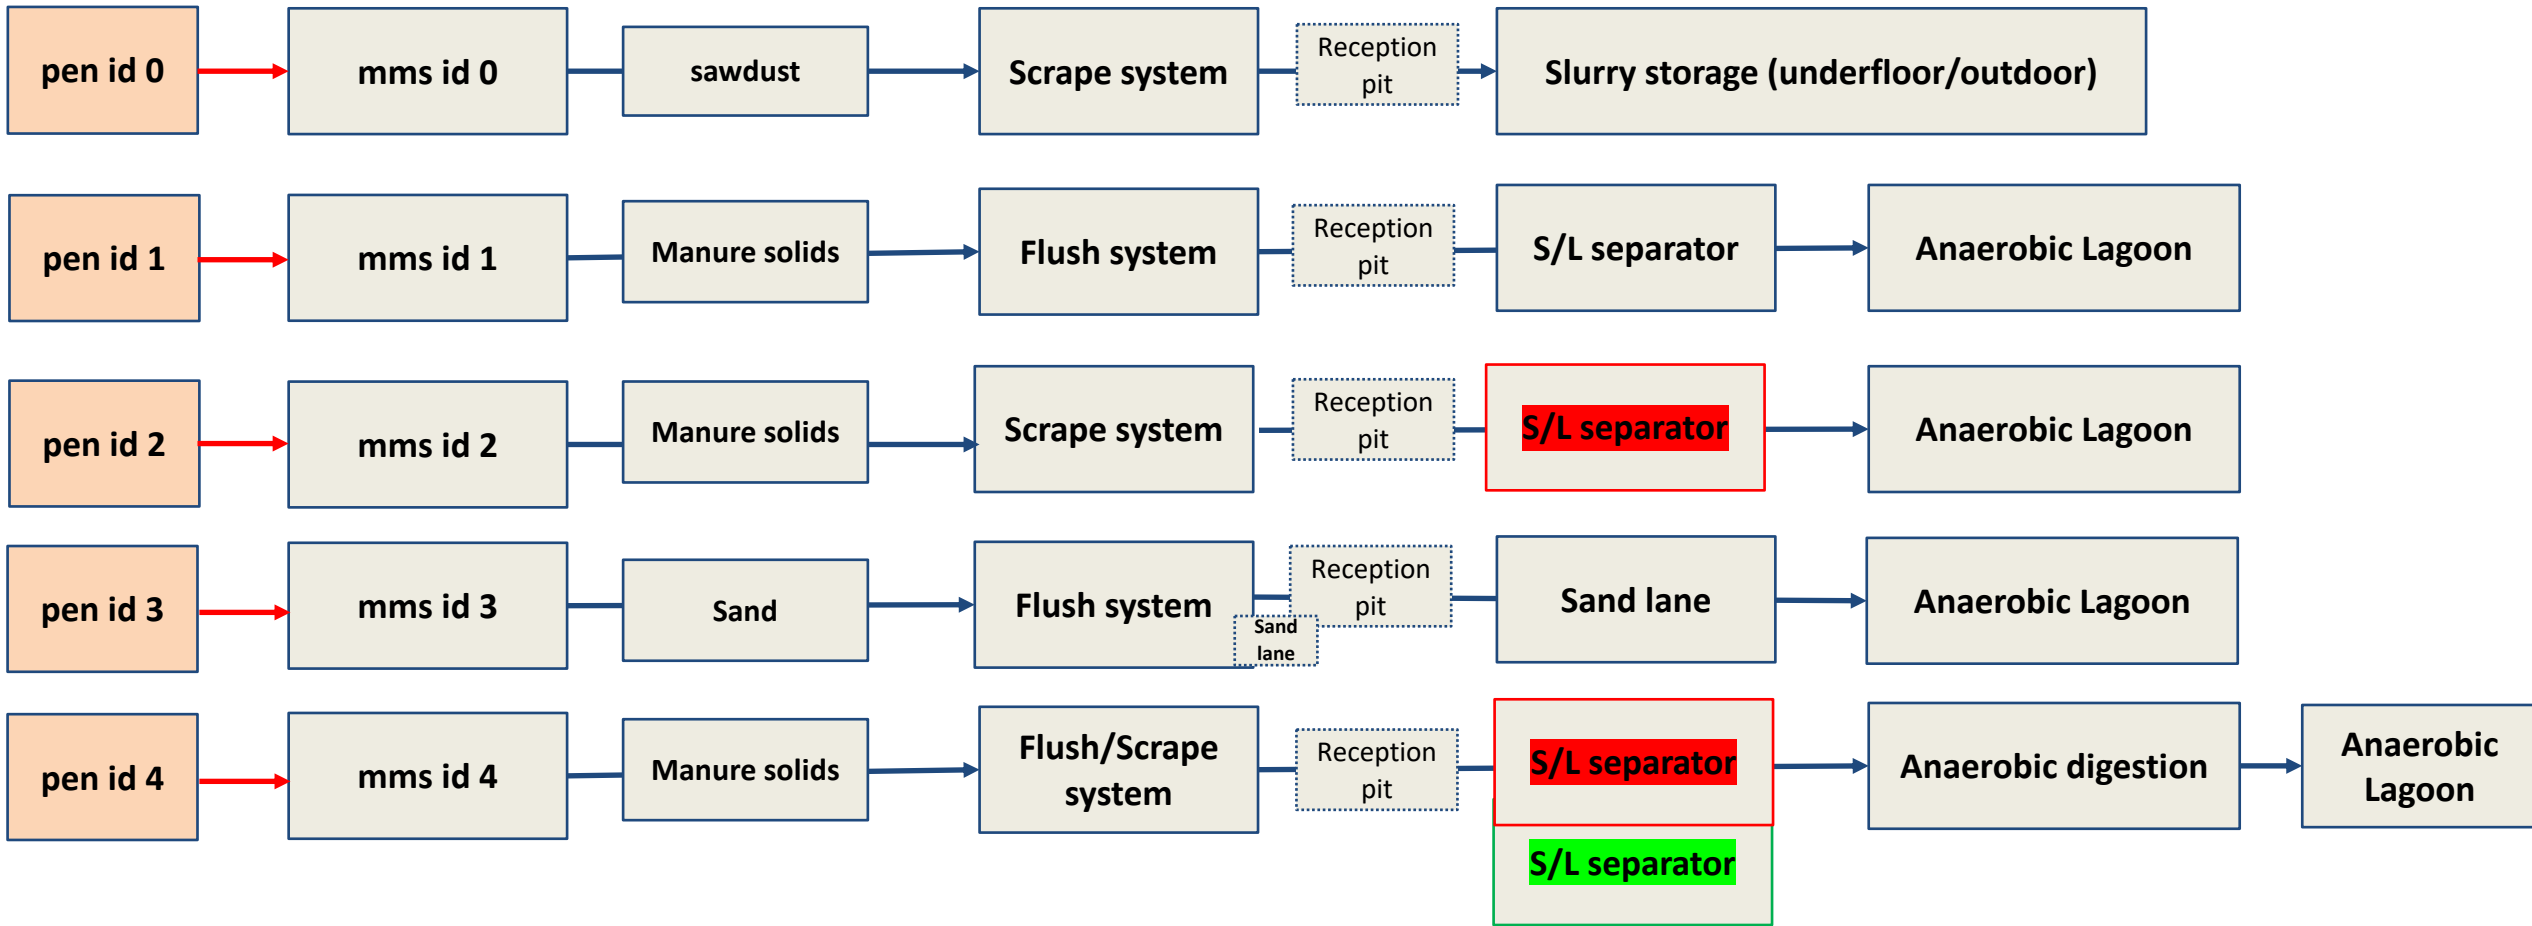 pen id 0
mms id 0
sawdust
Scrape system
Reception
pit
Slurry storage (underfloor/outdoor)
pen id 1
mms id 1
Manure solids
Flush system
Reception
pit
S/L separator
Anaerobic Lagoon
pen id 2
mms id 2
Manure solids
Scrape system
Reception
pit
S/L separator
Anaerobic Lagoon
pen id 3
mms id 3
Sand
Flush system
Sand
lane
Reception
pit
Sand lane
Anaerobic Lagoon
pen id 4
mms id 4
Manure solids
Flush/Scrape
system
Reception
pit
S/L separator
S/L separator
Anaerobic digestion
Anaerobic
Lagoon